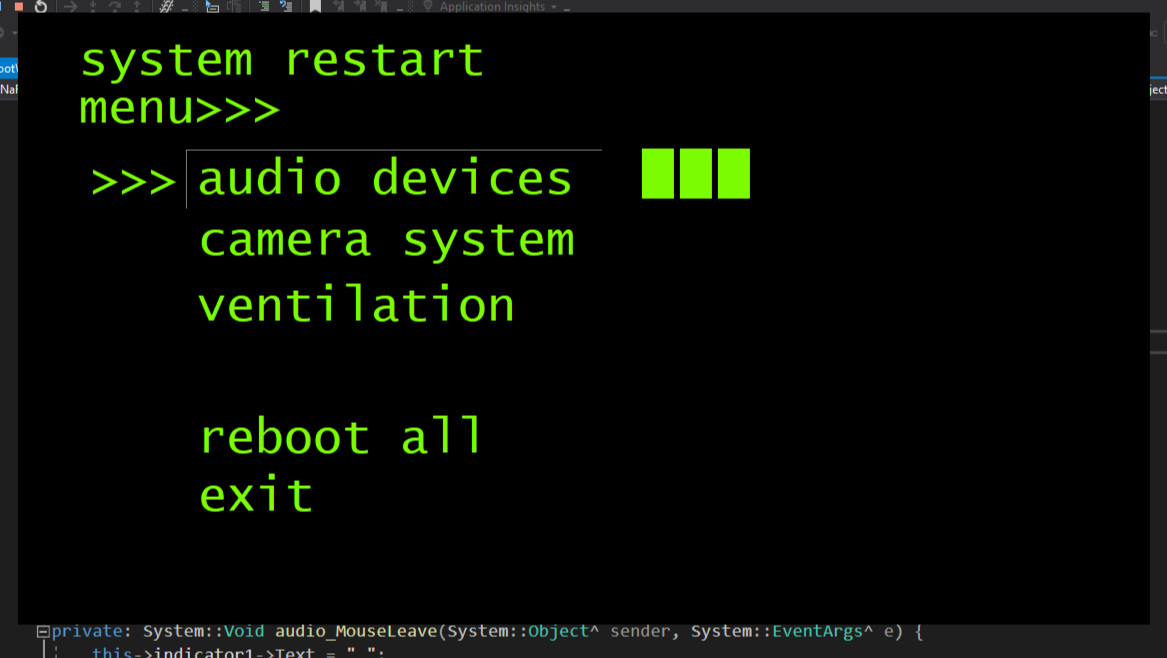 Application Insights
system restart
menu>>>
>>> audio devices
camera system
ventilation
reboot all
exit
private: System::Void audio_MouseLeave(System::Object^ sender, System::EventArgs^ e) {
this->indicator1->Text = " ";